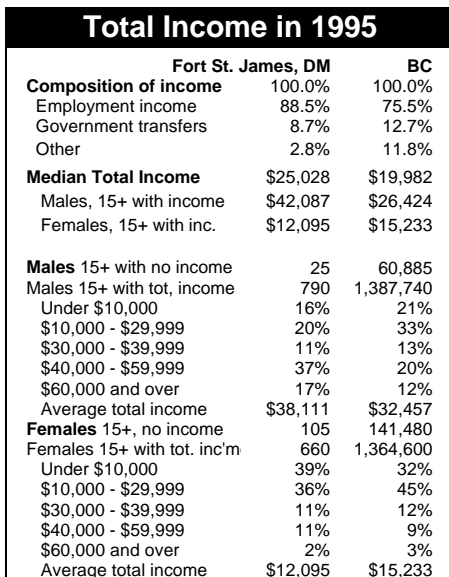 Total Income in 1995
Fort St. James, DM BC
Composition of income 100.0% 100.0%
Employment income 88.5% 75.5%
Government transfers 8.7% 12.7%
Other 2.8% 11.8%
Median Total Income $25,028 $19,982
Males, 15+ with income $42,087 $26,424
Females, 15+ with inc. $12,095 $15,233
Males 15+ with no income 25 60,885
Males 15+ with tot, income 790 1,387,740
Under $10,000 16% 21%
$10,000 - $29,999 20% 33%
$30,000 - $39,999 11% 13%
$40,000 - $59,999 37% 20%
$60,000 and over 17% 12%
Average total income $38,111 $32,457
Females 15+, no income 105 141,480
Females 15+ with tot. inc'm 660 1,364,600
Under $10,000 39% 32%
$10,000 - $29,999 36% 45%
$30,000 - $39,999 11% 12%
$40,000 - $59,999 11% 9%
$60,000 and over 2% 3%
Average total income $12,095 $15,233